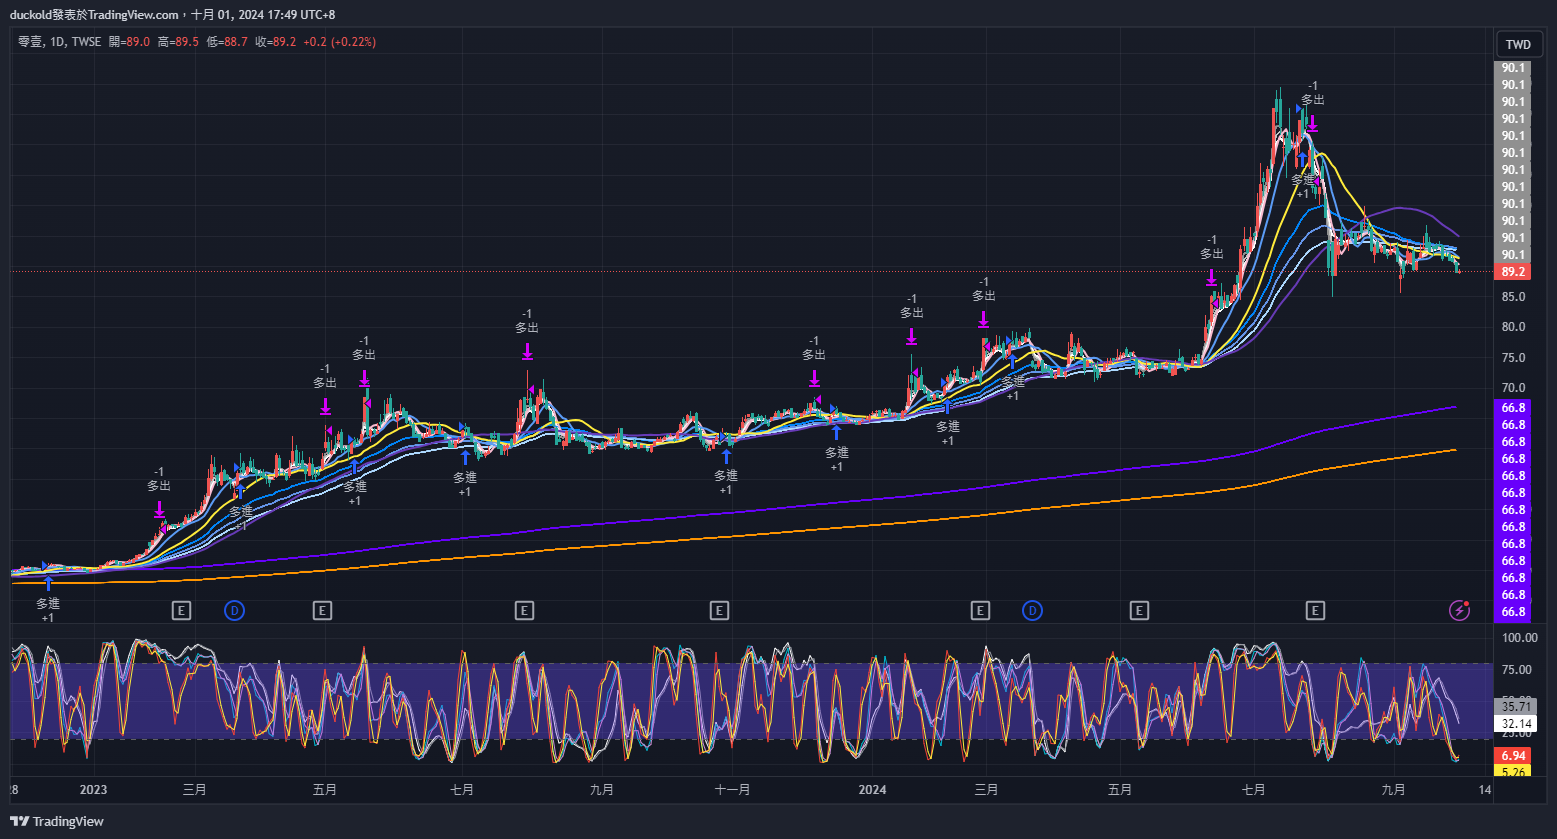 duckold發表於TradingView.com，十月 01, 2024 17:49 UTC+8
零壹, 1D, TWSE 開=89.0 高=89.5 低=88.7 收=89.2 +0.2 (+0.22%)
TWD
90.1
90.1
90.1
90.1
90.1
90.1
90.1
90.1
90.1
90.1
90.1
90.1
89.2
85.0
80.0
75.0
70.0
66.8
66.8
66.8
66.8
66.8
66.8
66.8
66.8
66.8
66.8
66.8
66.8
66.8
-1
多出
多進
+1
-1
多出
-1
多出
-1
多出
多進
+1
-1
多出
-1
多出
-1
多出
-1
多出
多進
+1
多進
+1
多進
+1
多進
+1
多進
+1
多進
+1
-1
多出
多進
+1
多進
+1
E
D
E
E
E
E
D
E
E
100.00
75.00
35.71
32.14
25.00
6.94
5.26
28
2023
三月
五月
七月
九月
十一月
2024
三月
五月
七月
九月
14
TradingView